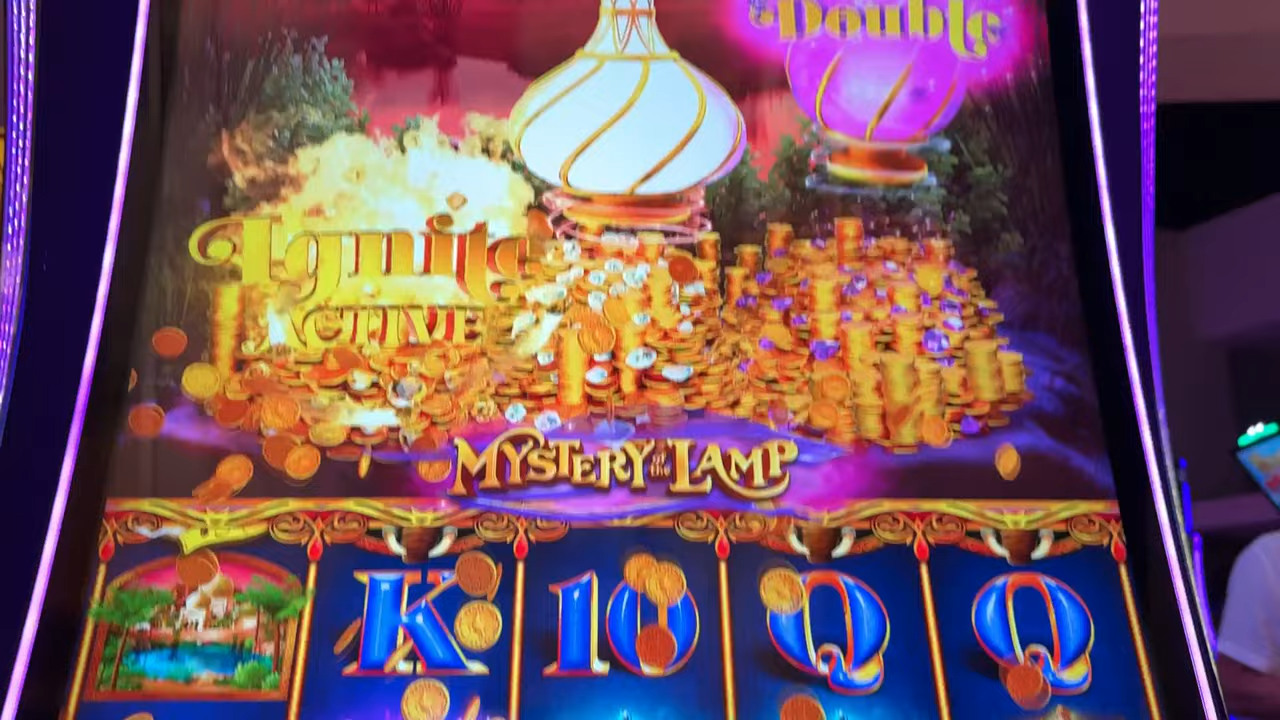 Double
Ignite
ACTIVE
MYSTERY of the LAMP
K 10 Q Q